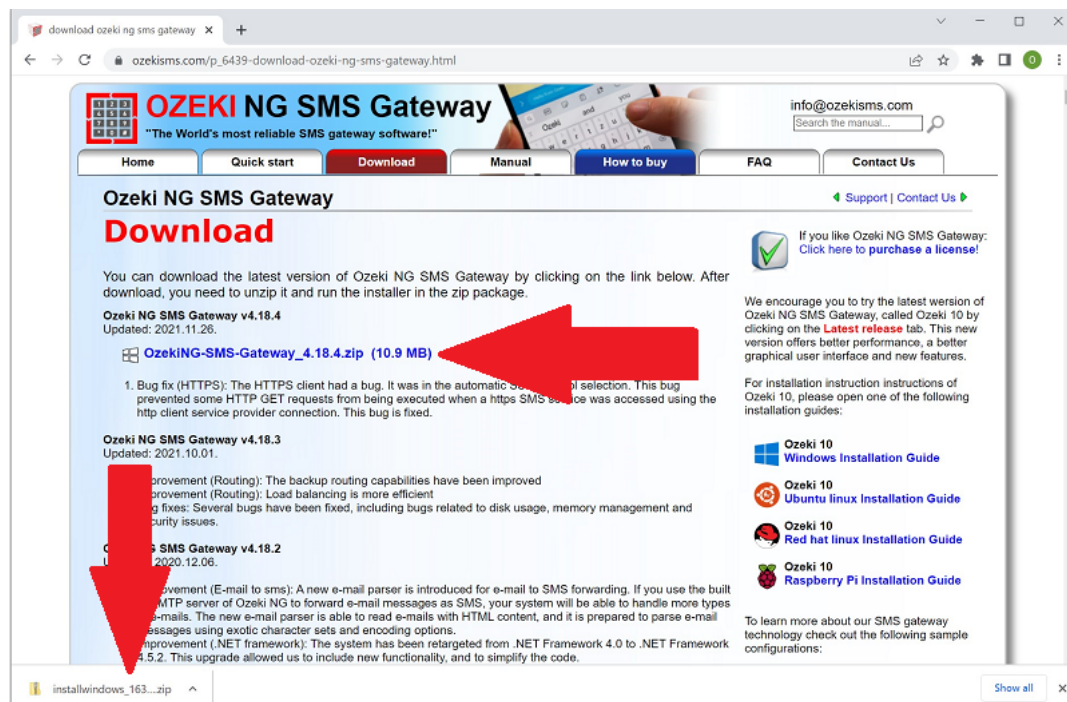 download ozeki ng sms gateway
ozekisms.com/p_6439-download-ozeki-ng-sms-gateway.html
OZEKI NG SMS Gateway
"The World's most reliable SMS gateway software!"
info@ozekisms.com
Search the manual...
Home Quick start Download Manual How to buy FAQ Contact Us
Ozeki NG SMS Gateway
Support | Contact Us
Download
You can download the latest version of Ozeki NG SMS Gateway by clicking on the link below. After
download, you need to unzip it and run the installer in the zip package.
Ozeki NG SMS Gateway v4.18.4
Updated: 2021.11.26.
OzekiNG-SMS-Gateway_4.18.4.zip (10.9 MB)
1. Bug fix (HTTPS): The HTTPS client had a bug. It was in the automatic selection. This bug
prevented some HTTP GET requests from being executed when a https SMS was accessed using the
http client service provider connection. This bug is fixed.
Ozeki NG SMS Gateway v4.18.3
Updated: 2021.10.01.
(Routing): The backup routing capabilities have been improved
(Routing): Load balancing is more efficient
fixes: Several bugs have been fixed, including bugs related to disk usage, memory management and
issues.
SMS Gateway v4.18.2
2020.12.06.
(E-mail to sms): A new e-mail parser is introduced for e-mail to SMS forwarding. If you use the built
server of Ozeki NG to forward e-mail messages as SMS, your system will be able to handle more types
The new e-mail parser is able to read e-mails with HTML content, and it is prepared to parse e-mail
using exotic character sets and encoding options.
(.NET framework): The system has been retargeted from .NET Framework 4.0 to .NET Framework
4.5.2. This upgrade allowed us to include new functionality, and to simplify the code.
If you like Ozeki NG SMS Gateway:
Click here to purchase a license!
We encourage you to try the latest wersion of
Ozeki NG SMS Gateway, called Ozeki 10 by
clicking on the Latest release tab. This new
version offers better performance, a better
graphical user interface and new features.
For installation instruction instructions of
Ozeki 10, please open one of the following
installation guides:
Ozeki 10
Windows Installation Guide
Ozeki 10
Ubuntu linux Installation Guide
Ozeki 10
Red hat linux Installation Guide
Ozeki 10
Raspberry Pi Installation Guide
To learn more about our SMS gateway
technology check out the following sample
configurations:
installwindows_163....zip
Show all